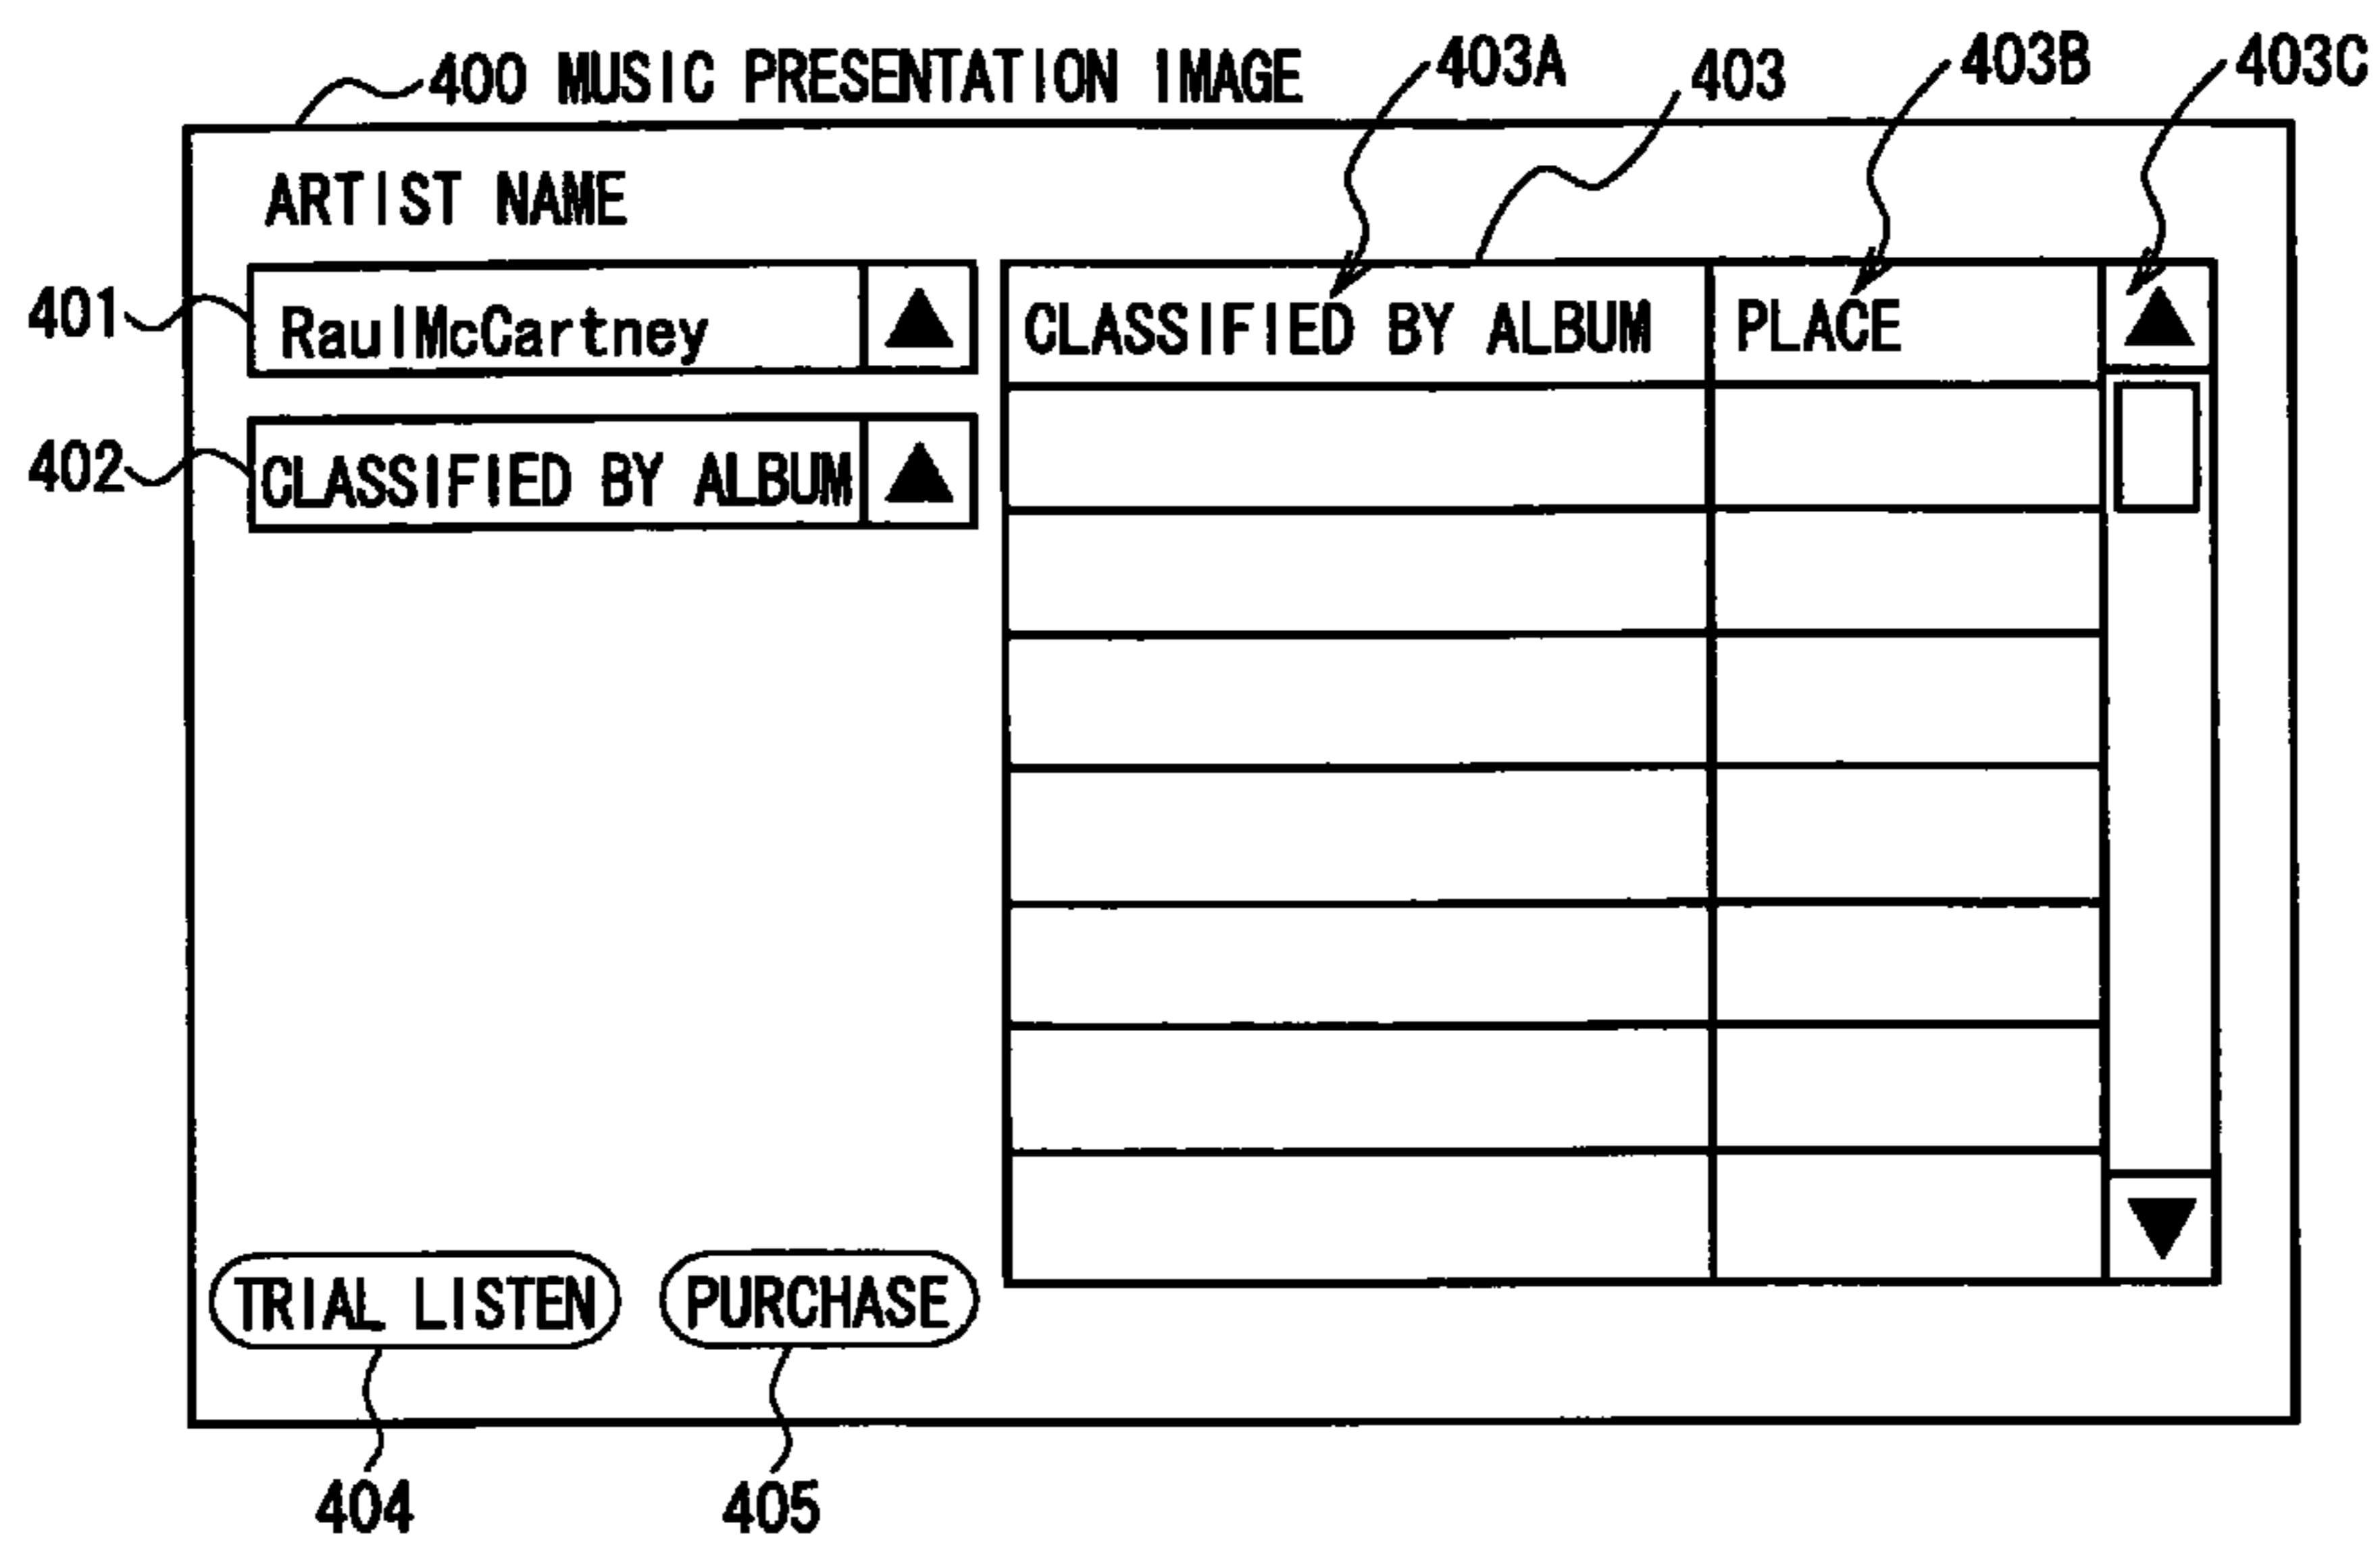 400 MUSIC PRESENTATION IMAGE
403A
403
403B
403C
ARTIST NAME
401
RaulMcCartney
CLASSIFIED BY ALBUM
PLACE
402
CLASSIFIED BY ALBUM
TRIAL LISTEN
PURCHASE
404
405